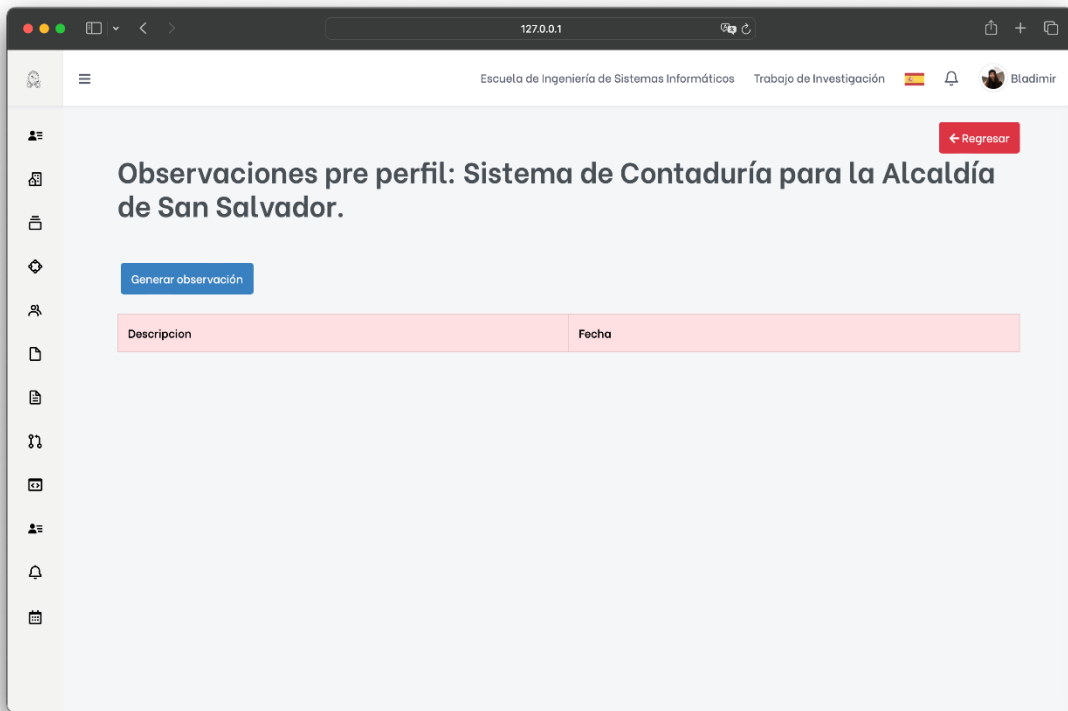 127.0.0.1
Escuela de Ingeniería de Sistemas Informáticos Trabajo de Investigación Bladimir
Regresar
Observaciones pre perfil: Sistema de Contaduría para la Alcaldía
de San Salvador.
Generar observación
Descripcion Fecha